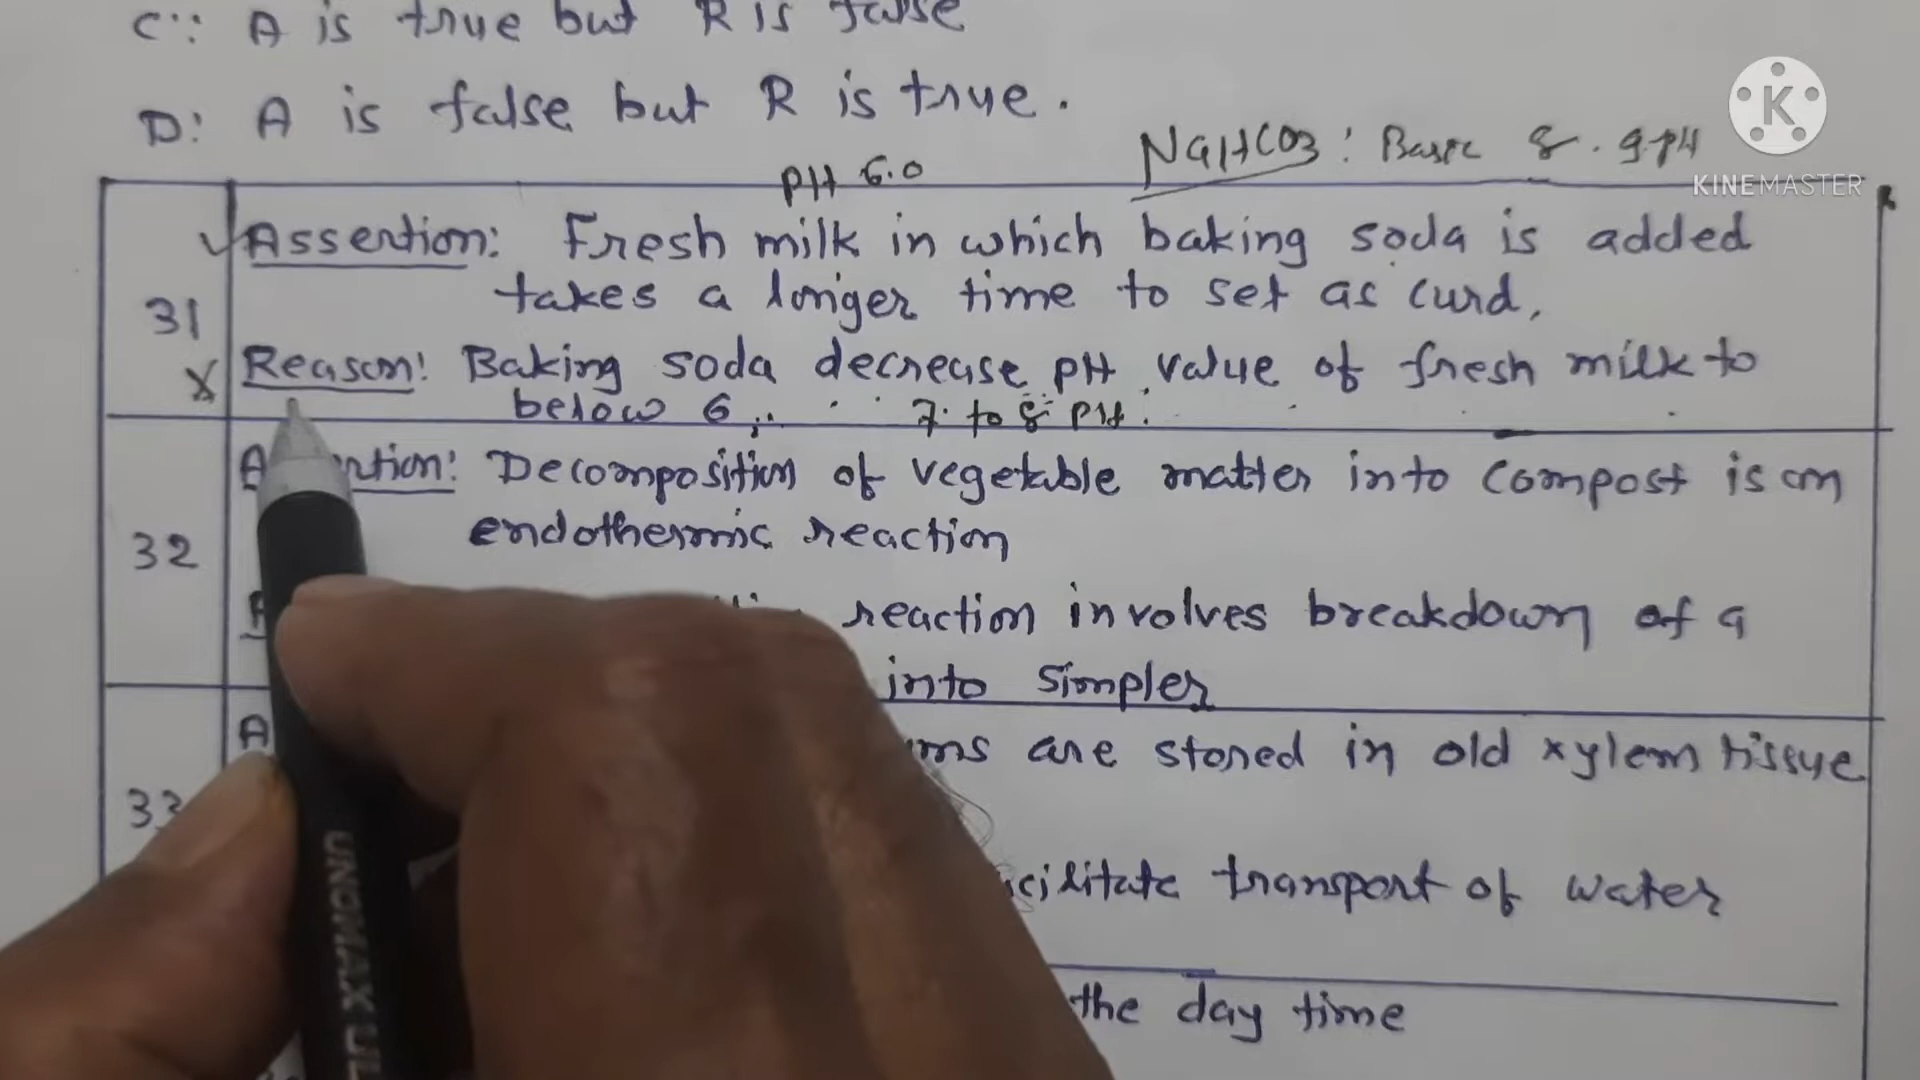 C: A is true but R is false
D: A is false but R is true.
NaHCO3: Basic 8.9 pH
KINEMASTER
PH 6.0
Assertion: Fresh milk in which baking soda is added
takes a longer time to set as curd.
31
Reason: Baking soda decrease pH value of fresh milk to
below 6 7. to 8 PH.
Decomposition of vegetable matter into compost is an
endothermic reaction
32
reaction involves breakdown of a
into simpler
are stored in old xylem tissue
33
transport of water
the day time
UNOMAX